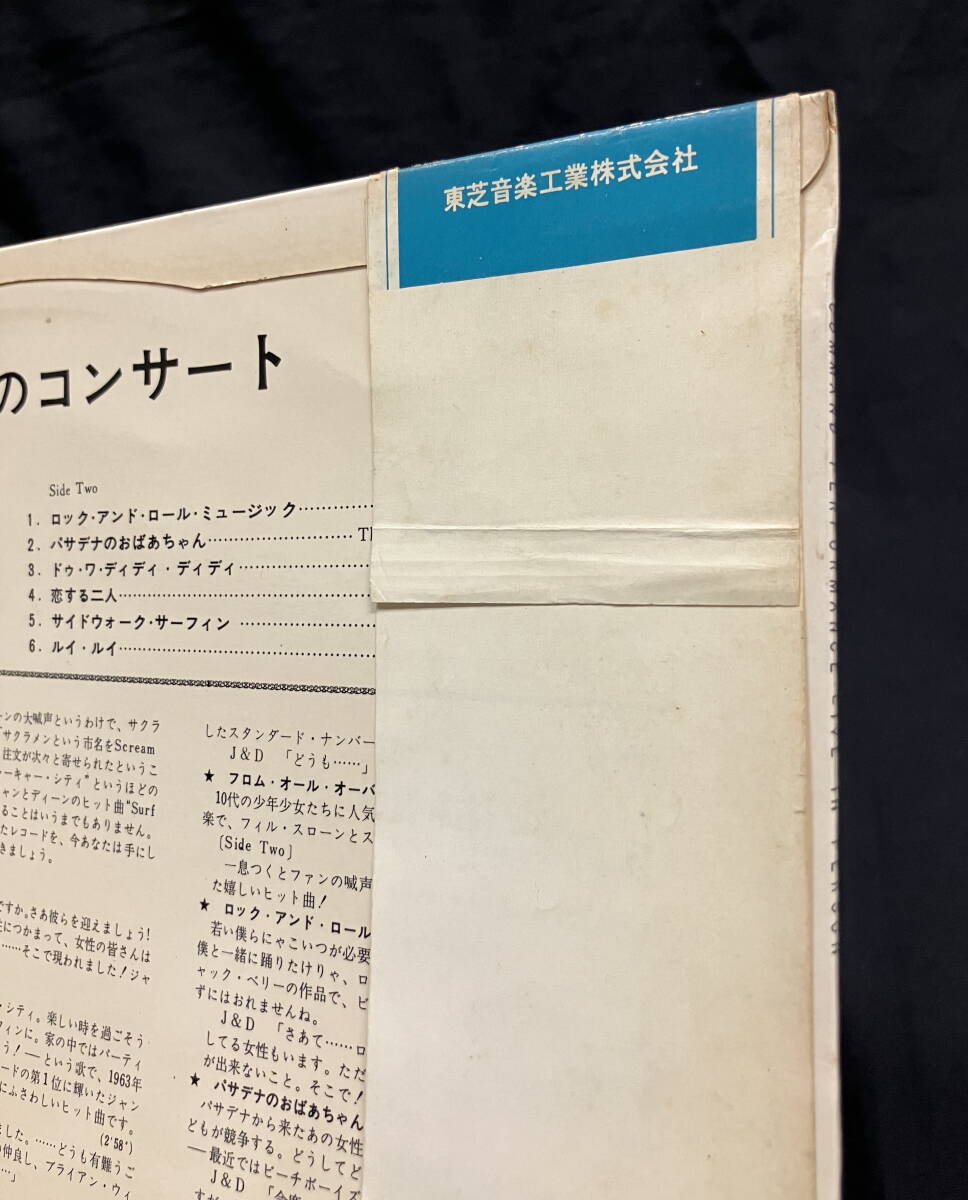 東芝音楽工業株式会社
のコンサート
Side Two
1. ロック・アンド・ロール・ミュージック
2. パサデナのおばあちゃん Th
3. ドゥ・ワ・ディディ・ディディ
4. 恋する二人
5. サイドウォーク・サーフィン
6. ルイ・ルイ
ーンの大喊声というわけで、サクラ
「サクラメンという市名をScream
注文が次々と寄せられたというこ
ーキャー・シティ”というほどの
ャンとディーンのヒット曲“Surf
ることはいうまでもありません。
たレコードを、今あなたは手にし
きましょう。
ですか。さあ彼らを迎えましょう!
につかまって、女性の皆さんは
……そこで現われました!ジャ
・シティ。楽しい時を過ごそう
フィンに。家の中ではパーティ
う!―という歌で、1963年
ードの第1位に輝いたジャン
にふさわしいヒット曲です。
(2'58")
ました。……どうも有難うご
仲良し、ブライアン・ウィ
…」
したスタンダード・ナンバー
J&D 「どうも……」
★ フロム・オール・オーバ
10代の少年少女たちに人気
楽で、フィル・スローンとス
〔Side Two〕
一息つくとファンの喊声
た嬉しいヒット曲!
★ ロック・アンド・ロール
若い僕らにゃこいつが必要
僕と一緒に踊りたけりゃ、ロ
ャック・ベリーの作品で、ビ
ずにはおれませんね。
J&D 「さあて……ロ
してる女性もいます。ただ
が出来ないこと。そこで!
★ パサデナのおばあちゃん
パサデナから来たあの女性
どもが競争する。どうしてど
―最近ではビーチボーイズ
COMMAND PERFORMANCE LIVE IN PERSON